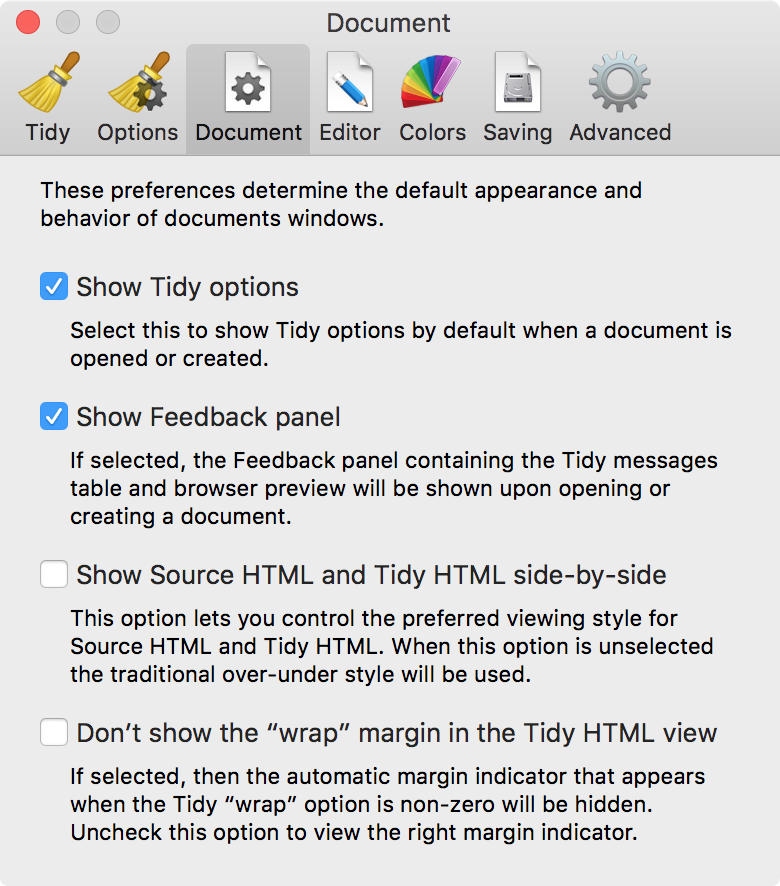 Document
Tidy Options Document Editor Colors Saving Advanced
These preferences determine the default appearance and
behavior of documents windows.
Show Tidy options
Select this to show Tidy options by default when a document is
opened or created.
Show Feedback panel
If selected, the Feedback panel containing the Tidy messages
table and browser preview will be shown upon opening or
creating a document.
Show Source HTML and Tidy HTML side-by-side
This option lets you control the preferred viewing style for
Source HTML and Tidy HTML. When this option is unselected
the traditional over-under style will be used.
Don’t show the “wrap” margin in the Tidy HTML view
If selected, then the automatic margin indicator that appears
when the Tidy “wrap” option is non-zero will be hidden.
Uncheck this option to view the right margin indicator.